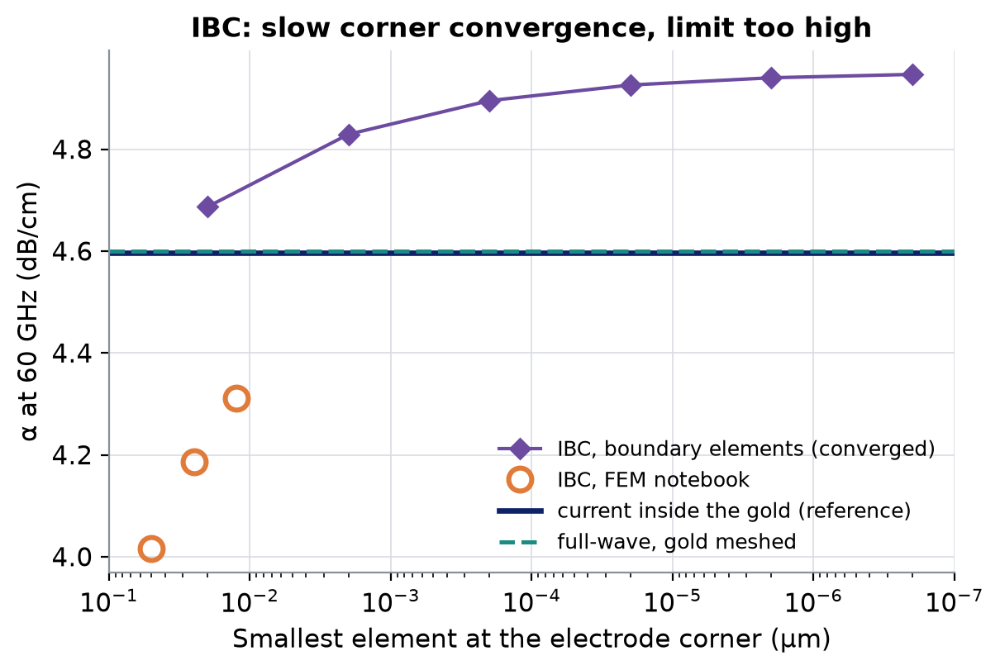 IBC: slow corner convergence, limit too high
α at 60 GHz (dB/cm)
4.8
4.6
4.4
4.2
4.0
IBC, boundary elements (converged)
IBC, FEM notebook
current inside the gold (reference)
full-wave, gold meshed
10⁻¹ 10⁻² 10⁻³ 10⁻⁴ 10⁻⁵ 10⁻⁶ 10⁻⁷
Smallest element at the electrode corner (μm)